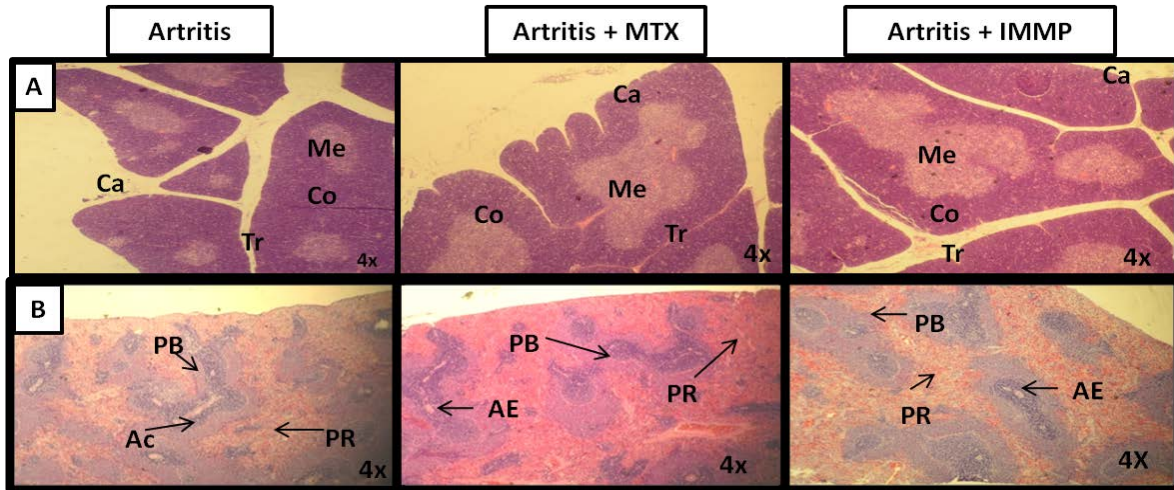 Artritis
Artritis + MTX
Artritis + IMMP
A
Me
Ca
Co
Tr
4x
Ca
Me
Co
Tr
4x
Ca
Me
Co
Tr
4x
B
PB
Ac
PR
4x
PB
PR
AE
4x
PB
PR
AE
4X